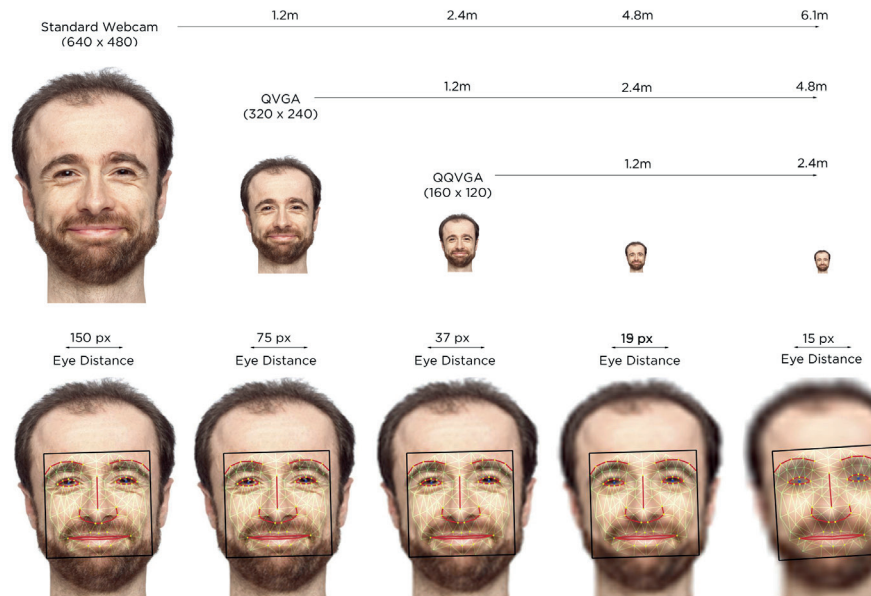 1.2m 2.4m 4.8m 6.1m
Standard Webcam
(640 x 480)
1.2m 2.4m 4.8m
QVGA
(320 x 240)
1.2m 2.4m
QQVGA
(160 x 120)
150 px 75 px 37 px 19 px 15 px
Eye Distance Eye Distance Eye Distance Eye Distance Eye Distance